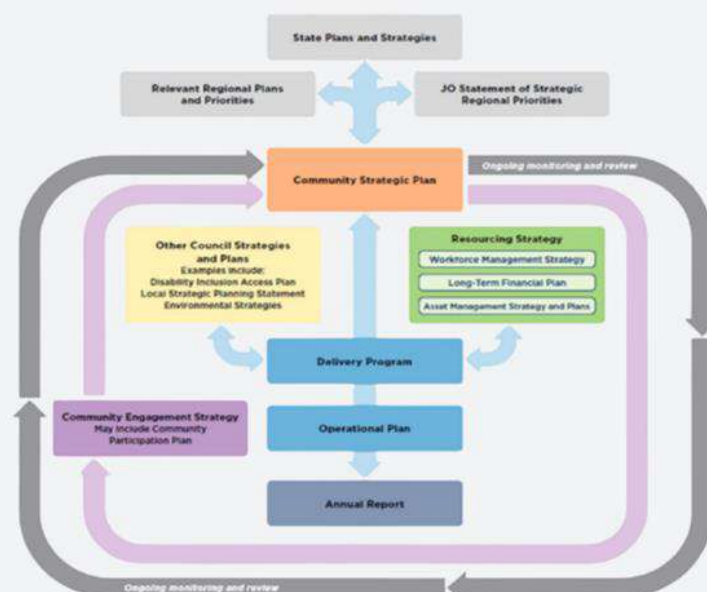 State Plans and Strategies
Relevant Regional Plans
and Priorities
JO Statement of Strategic
Regional Priorities
Community Strategic Plan
Ongoing monitoring and review
Other Council Strategies
and Plans
Examples include:
Disability Inclusion Access Plan
Local Strategic Planning Statement
Environmental Strategies
Resourcing Strategy
Workforce Management Strategy
Long-Term Financial Plan
Asset Management Strategy and Plans
Delivery Program
Community Engagement Strategy
May Include Community
Participation Plan
Operational Plan
Annual Report
Ongoing monitoring and review